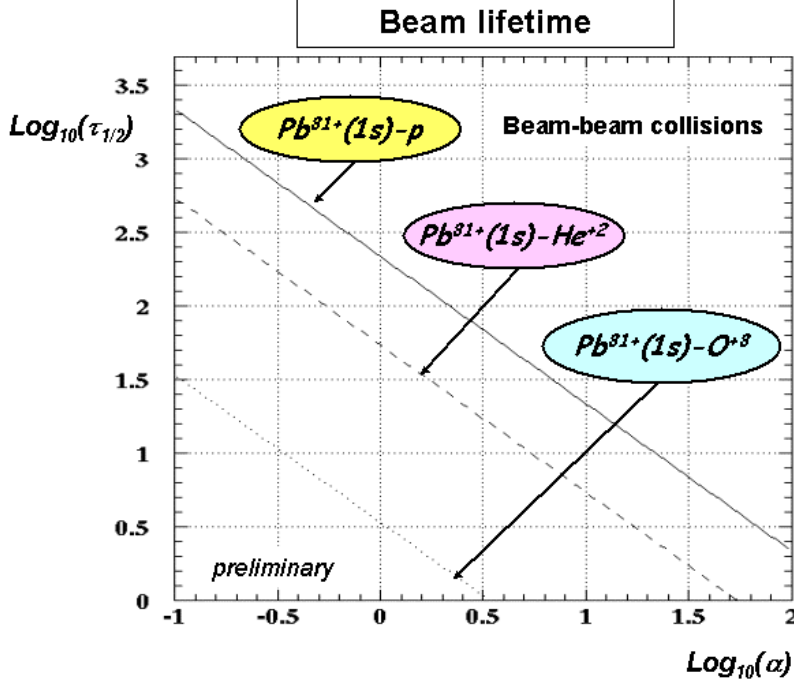 Beam lifetime
3.5
Log₁₀(τ₁/₂)
Pb⁸¹⁺(1s)-p
Beam-beam collisions
3
2.5
Pb⁸¹⁺(1s)-He⁺²
2
Pb⁸¹⁺(1s)-O⁺⁸
1.5
1
0.5
preliminary
0
-1 -0.5 0 0.5 1 1.5 2
Log₁₀(α)